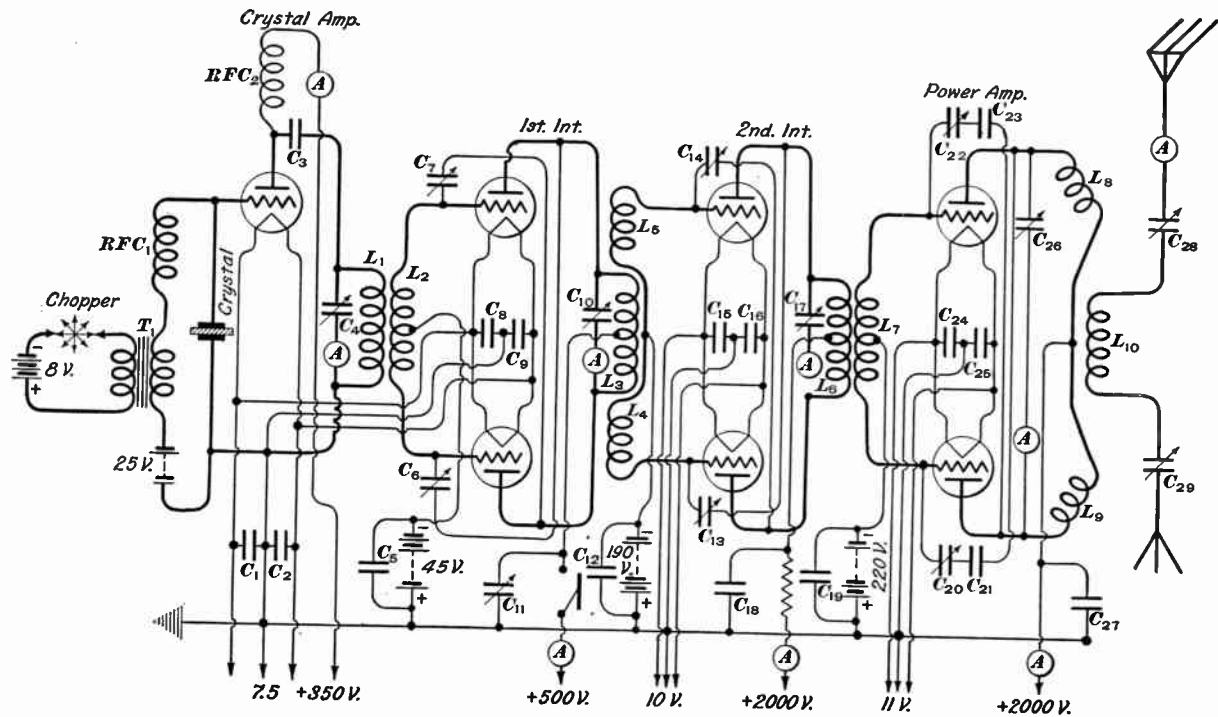 Crystal Amp.
RFC2
A
C3
1st. Int.
2nd. Int.
Power Amp.
C23
C22
A
C7
C14
L8
RFC1
Crystal
L1
L2
L5
C26
C28
Chopper
T1
C4
A
C8
C9
C10
A
L3
C15
C16
C17
A
L6
L7
C24
C25
L10
8 V.
- +
L4
A
25 V.
C6
C13
L9
C29
C1
C2
C5
-
45 V.
+
C11
C12
-
190 V.
+
C18
C19
-
220 V.
+
C20
C21
C27
A
A
A
7.5
+350 V.
+500 V.
10 V.
+2000 V.
11 V.
+2000 V.